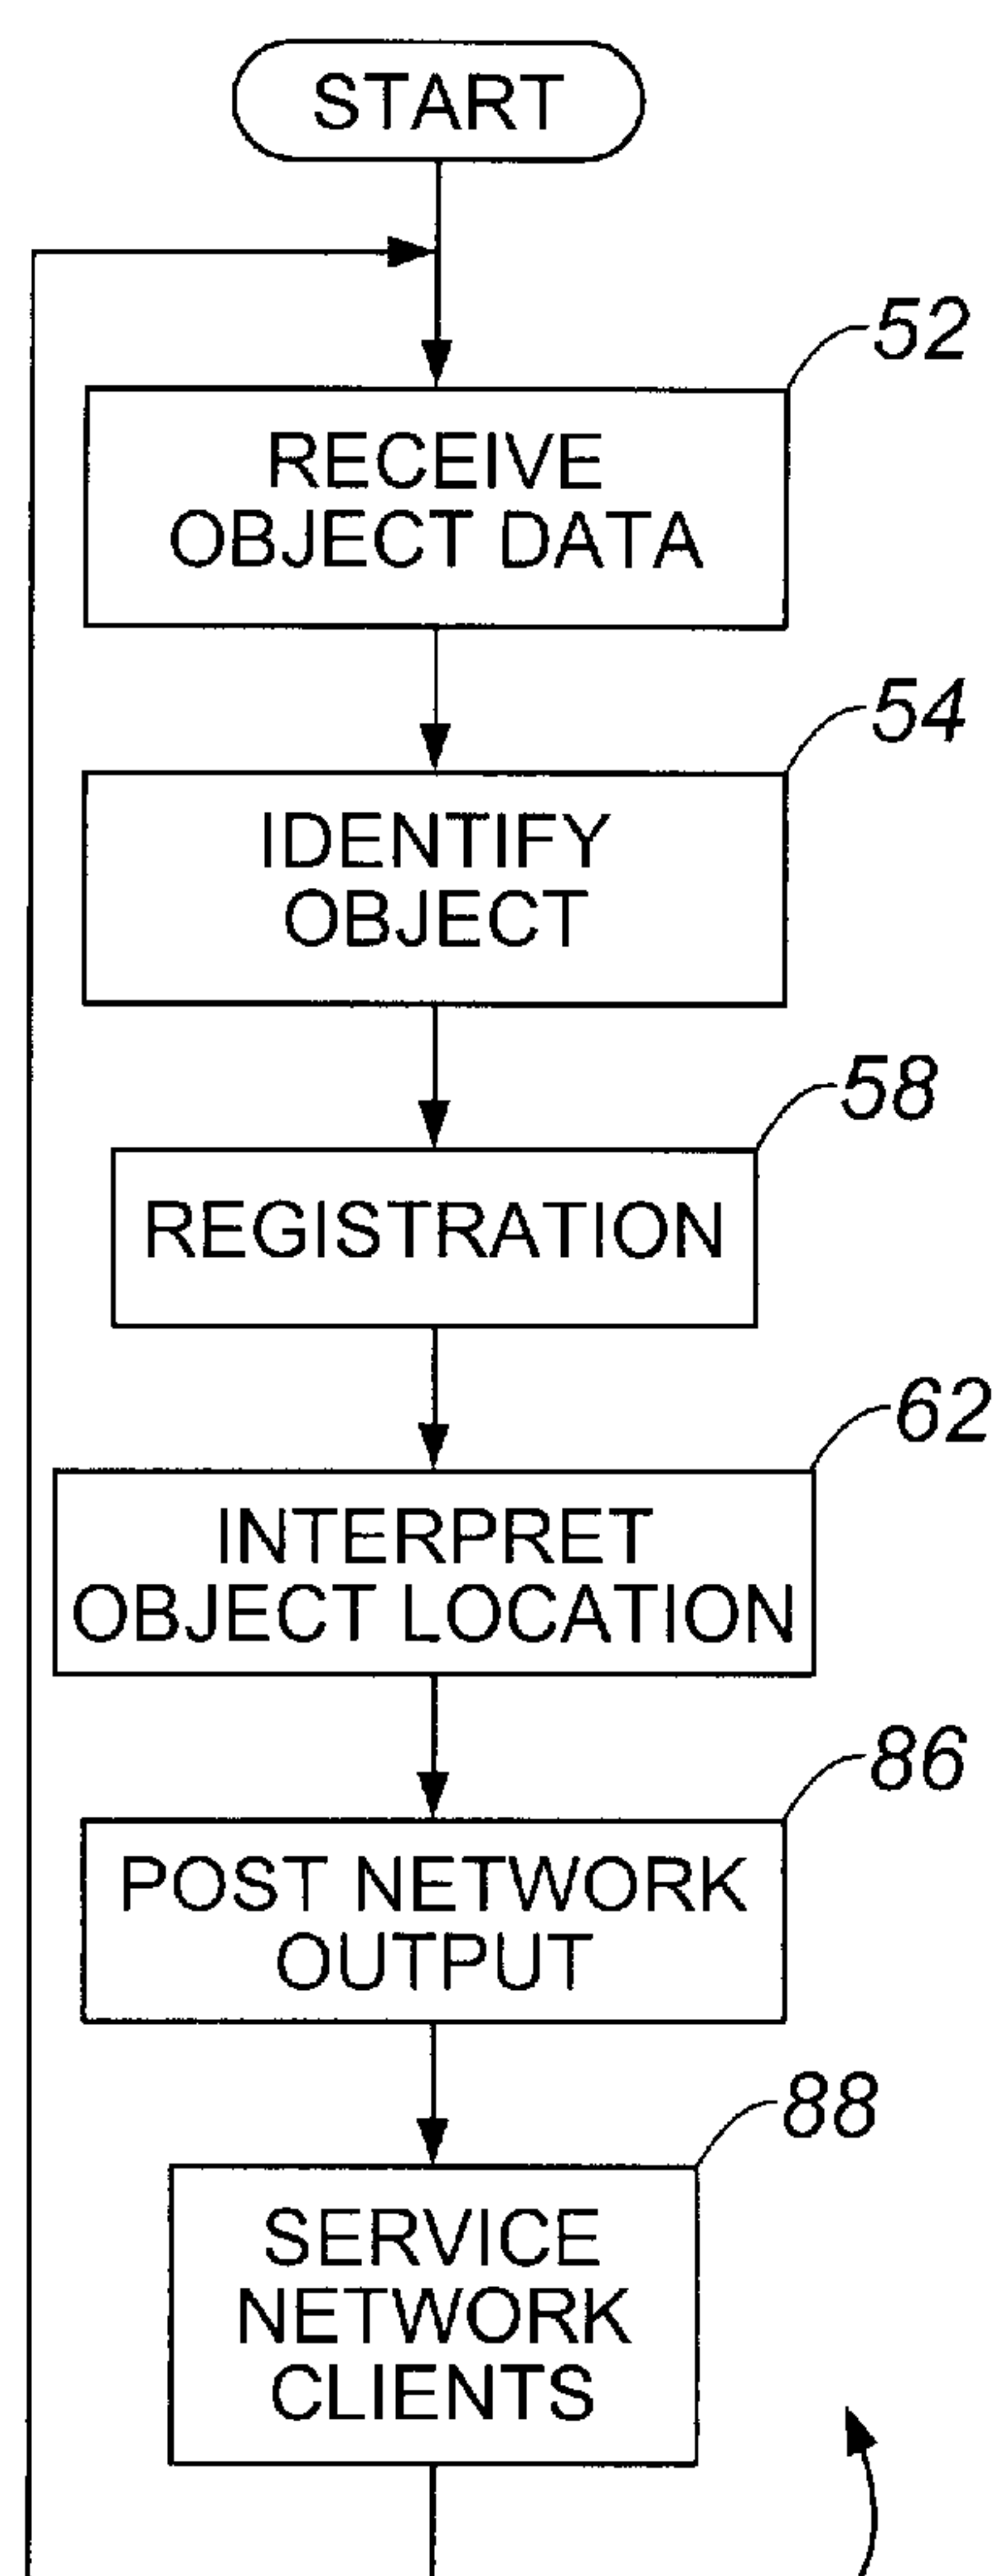 START
52
RECEIVE
OBJECT DATA
54
IDENTIFY
OBJECT
58
REGISTRATION
62
INTERPRET
OBJECT LOCATION
86
POST NETWORK
OUTPUT
88
SERVICE
NETWORK
CLIENTS